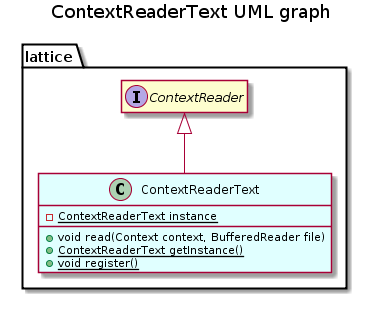 ContextReaderText UML graph
lattice
I ContextReader
C ContextReaderText
ContextReaderText instance
void read(Context context, BufferedReader file)
ContextReaderText getInstance()
void register()